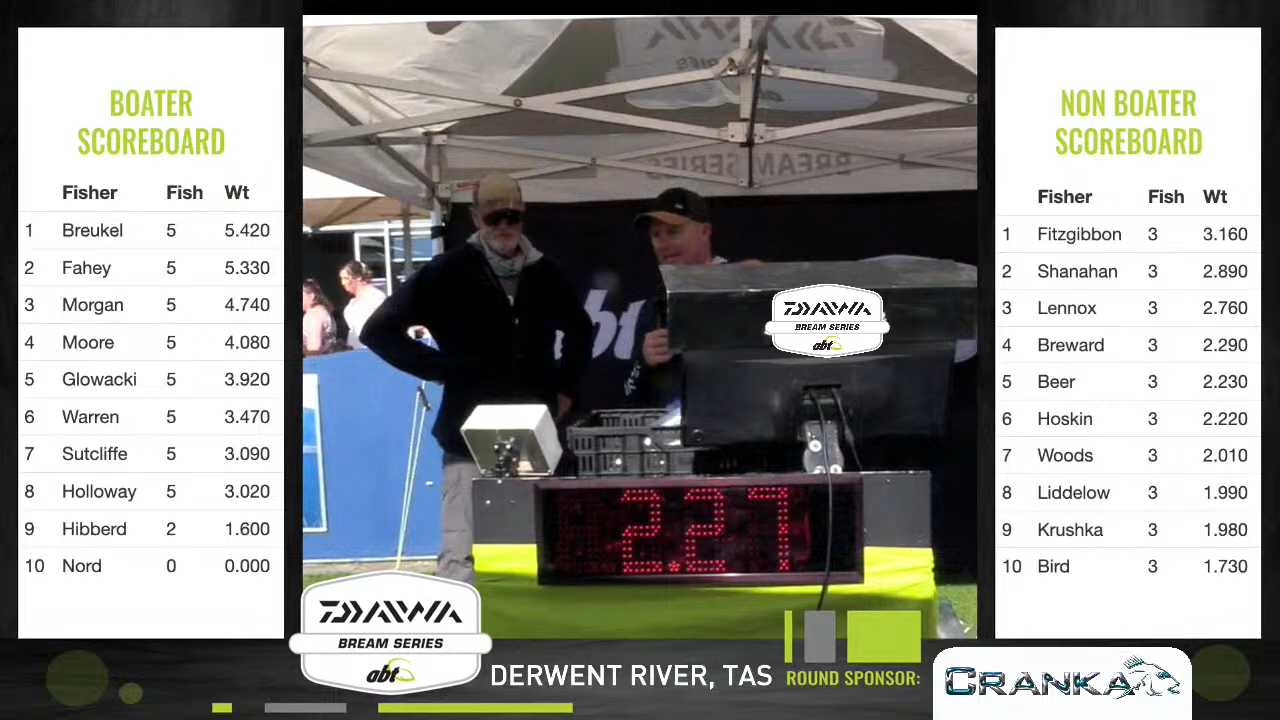 BOATER
SCOREBOARD
Fisher Fish Wt
1 Breukel 5 5.420
2 Fahey 5 5.330
3 Morgan 5 4.740
4 Moore 5 4.080
5 Glowacki 5 3.920
6 Warren 5 3.470
7 Sutcliffe 5 3.090
8 Holloway 5 3.020
9 Hibberd 2 1.600
10 Nord 0 0.000
BREAM SERIES
abt
DAIWA
BREAM SERIES
abt
2.27
NON BOATER
SCOREBOARD
Fisher Fish Wt
1 Fitzgibbon 3 3.160
2 Shanahan 3 2.890
3 Lennox 3 2.760
4 Breward 3 2.290
5 Beer 3 2.230
6 Hoskin 3 2.220
7 Woods 3 2.010
8 Liddelow 3 1.990
9 Krushka 3 1.980
10 Bird 3 1.730
DAIWA
BREAM SERIES
abt
DERWENT RIVER, TAS
ROUND SPONSOR:
CRANKA